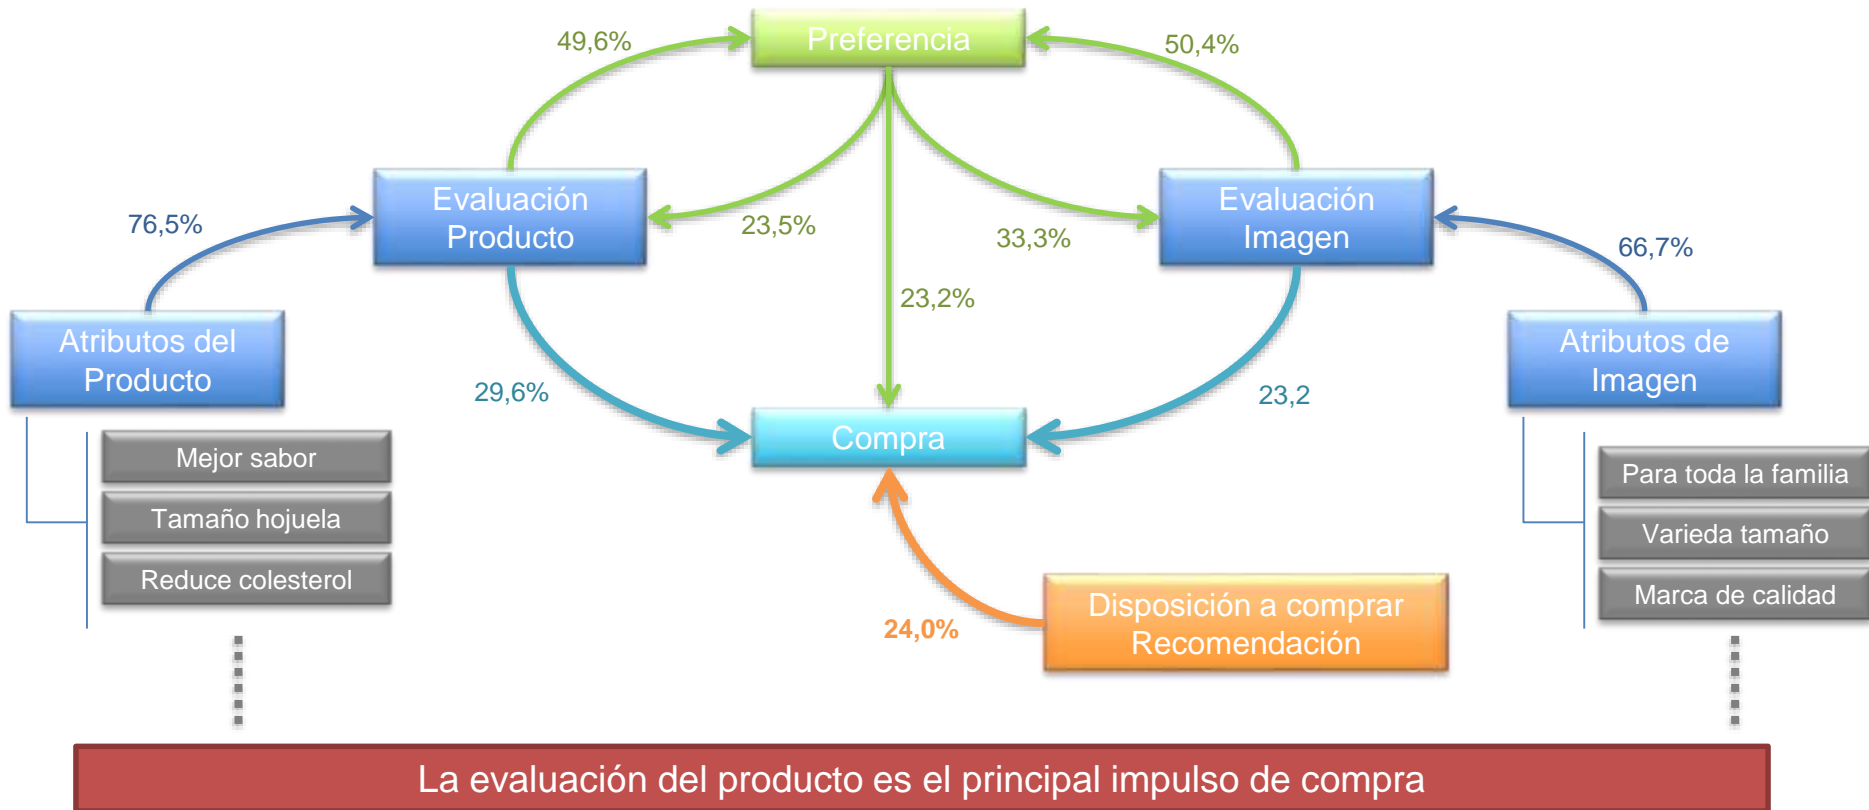 Preferencia
49,6%
50,4%
Evaluación
Producto
Evaluación
Imagen
76,5%
23,5%
33,3%
66,7%
23,2%
Atributos del
Producto
Atributos de
Imagen
29,6%
23,2
Compra
Mejor sabor
Tamaño hojuela
Reduce colesterol
Para toda la familia
Varieda tamaño
Marca de calidad
24,0%
Disposición a comprar
Recomendación
La evaluación del producto es el principal impulso de compra